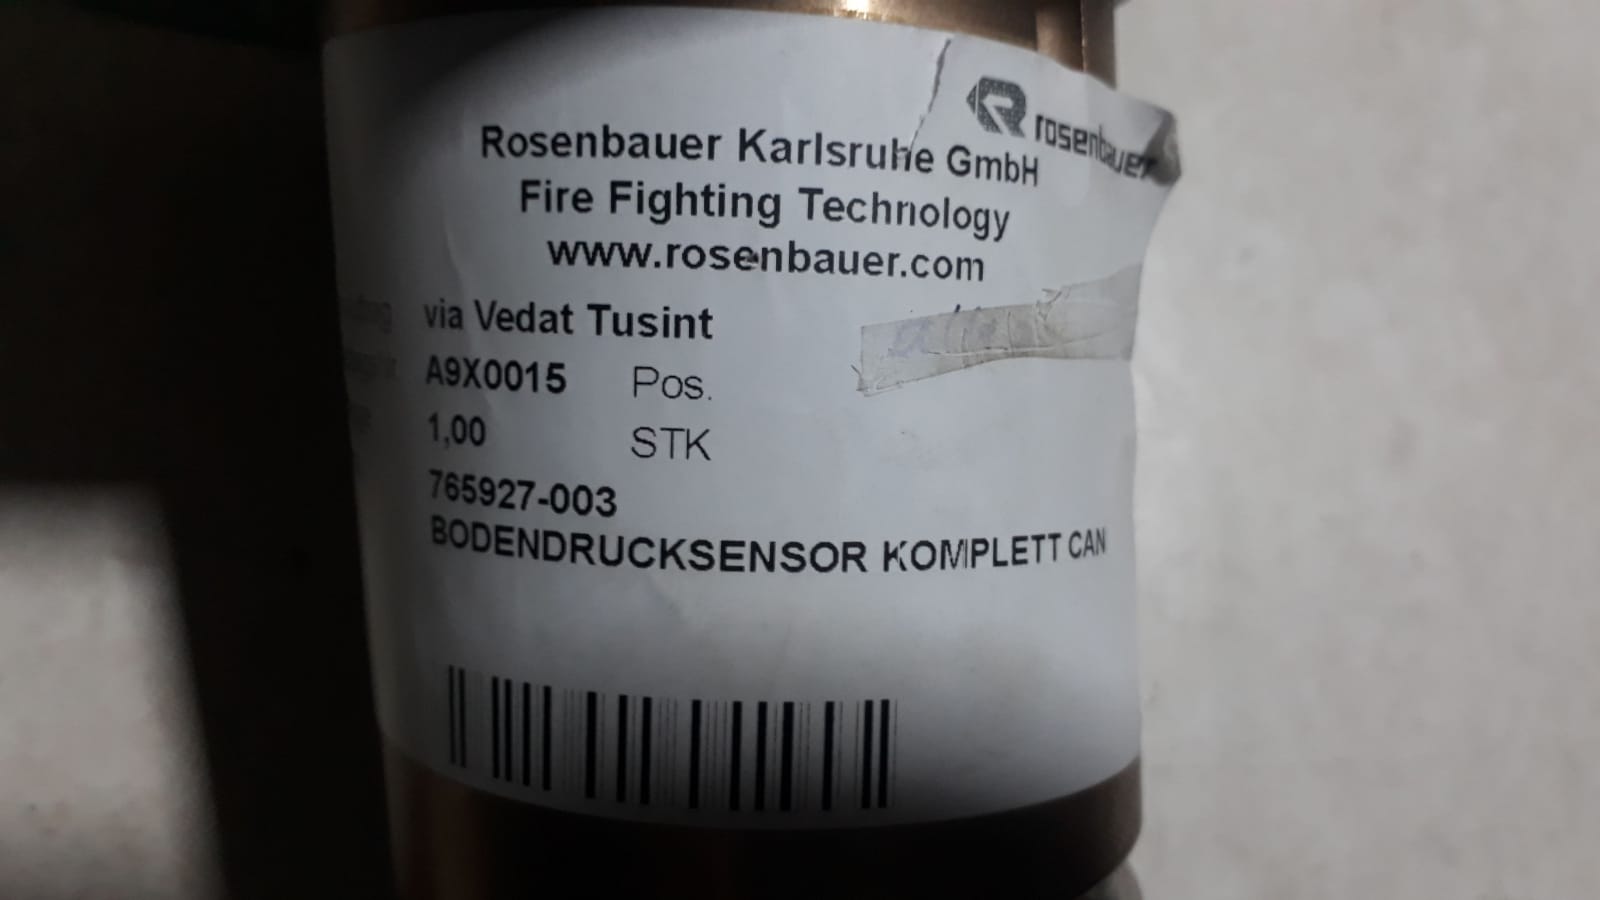 rosenbauer
Rosenbauer Karlsruhe GmbH
Fire Fighting Technology
www.rosenbauer.com
via Vedat Tusint
A9X0015 Pos.
1,00 STK
765927-003
BODENDRUCKSENSOR KOMPLETT CAN